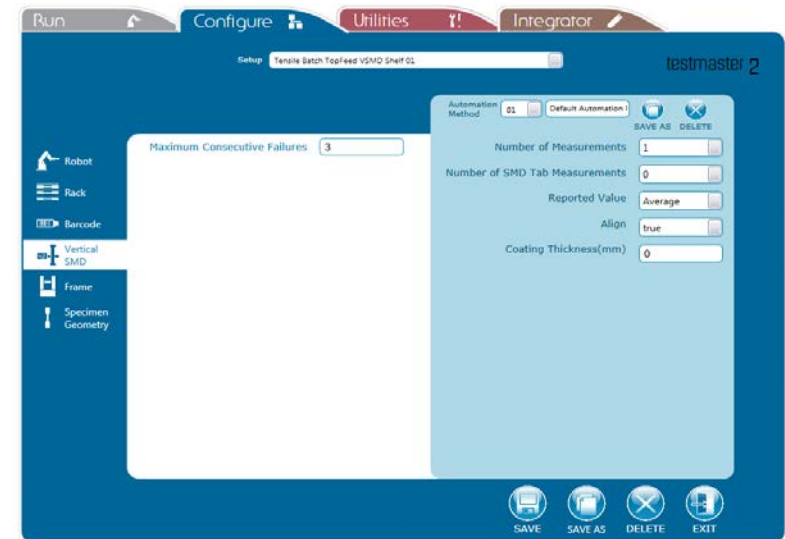 Run
Configure
Utilities
Integrator
Setup Tensile Batch TopFeed VSMD Shelf 01
testmaster 2
Automation Method 01 Default Automation
SAVE AS DELETE
Robot
Rack
Barcode
Vertical SMD
Frame
Specimen Geometry
Maximum Consecutive Failures 3
Number of Measurements 1
Number of SMD Tab Measurements 0
Reported Value Average
Align true
Coating Thickness(mm) 0
SAVE SAVE AS DELETE EXIT